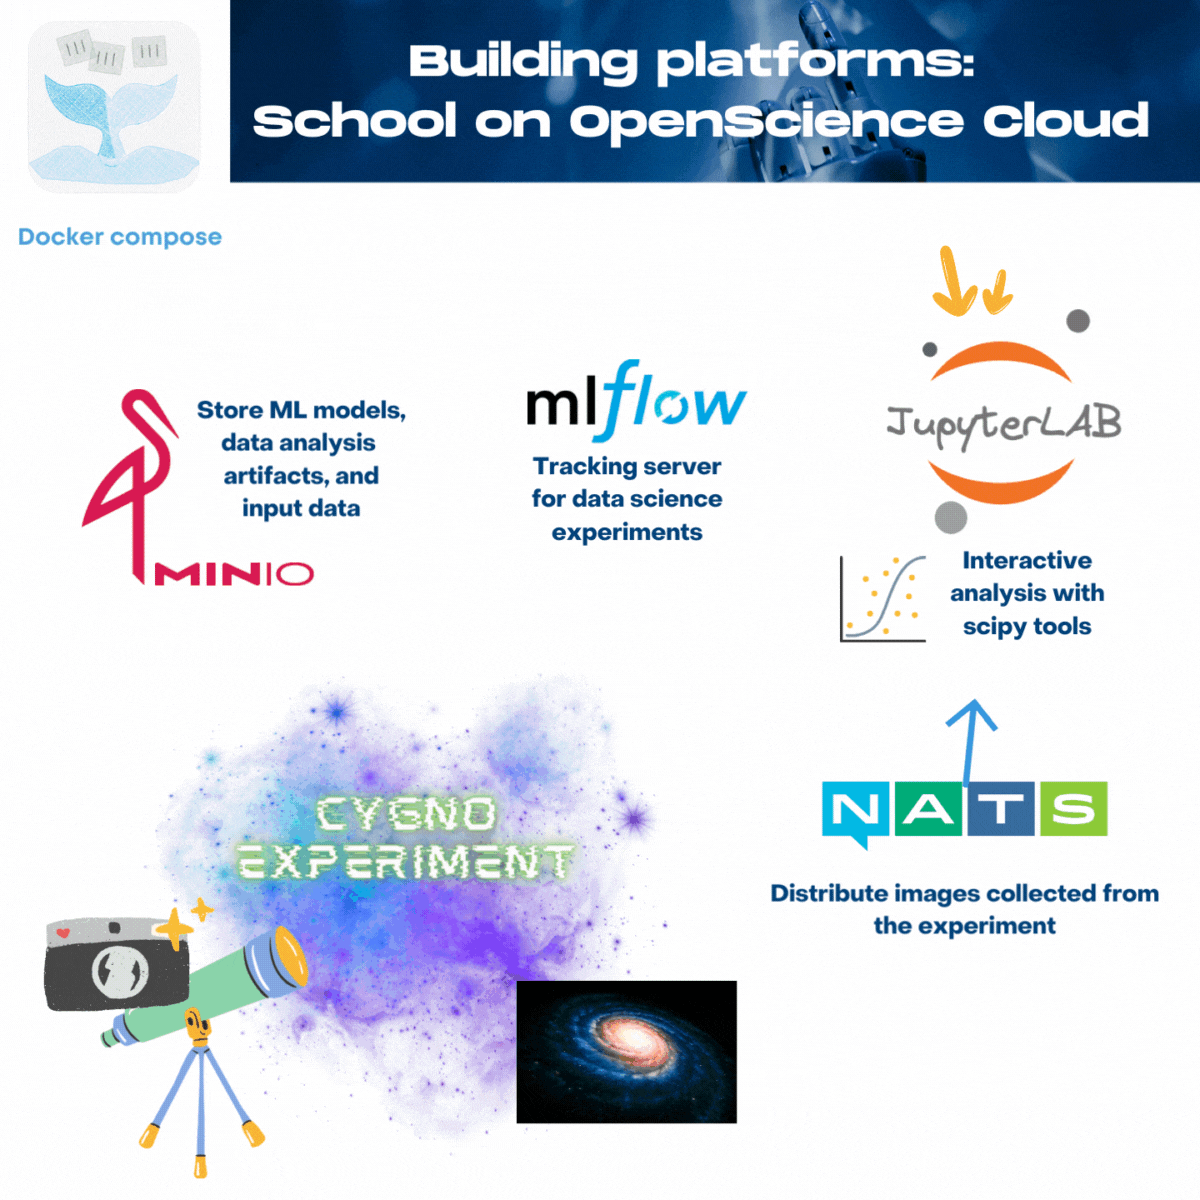 Building platforms:
School on OpenScience Cloud
Docker compose
Store ML models,
data analysis
artifacts, and
input data
MINIO
mlflow
Tracking server
for data science
experiments
JupyterLAB
Interactive
analysis with
scipy tools
CYGNO
EXPERIMENT
NATS
Distribute images collected from
the experiment